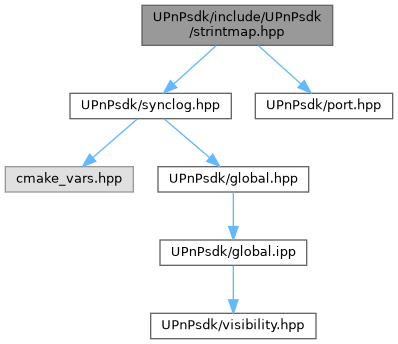 UPnPsdk/include/UPnPsdk
/strintmap.hpp
UPnPsdk/synclog.hpp
UPnPsdk/port.hpp
cmake_vars.hpp
UPnPsdk/global.hpp
UPnPsdk/global.ipp
UPnPsdk/visibility.hpp